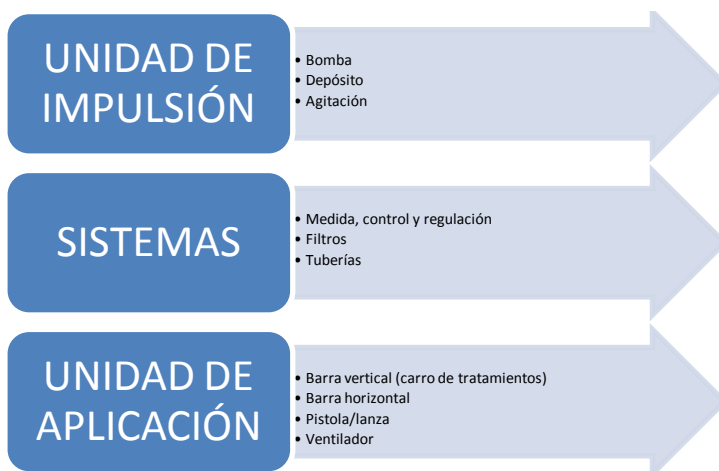 UNIDAD DE
IMPULSIÓN
• Bomba
• Depósito
• Agitación
SISTEMAS
• Medida, control y regulación
• Filtros
• Tuberías
UNIDAD DE
APLICACIÓN
• Barra vertical (carro de tratamientos)
• Barra horizontal
• Pistola/lanza
• Ventilador